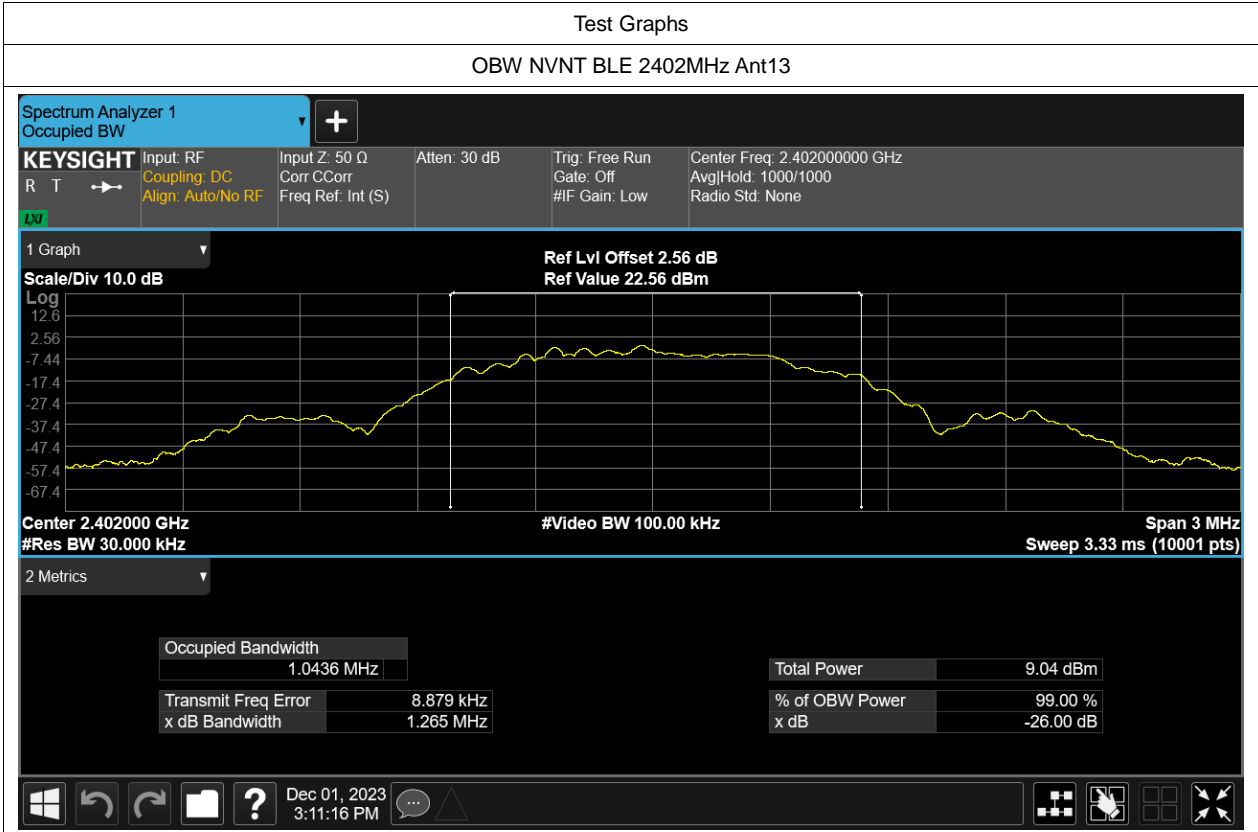 Test Graphs
OBW NVNT BLE 2402MHz Ant13
Spectrum Analyzer 1
Occupied BW
KEYSIGHT
R T
LXI
Input: RF
Coupling: DC
Align: Auto/No RF
Input Z: 50 Ω
Corr CCorr
Freq Ref: Int (S)
Atten: 30 dB
Trig: Free Run
Gate: Off
#IF Gain: Low
Center Freq: 2.402000000 GHz
Avg|Hold: 1000/1000
Radio Std: None
1 Graph
Scale/Div 10.0 dB
Ref Lvl Offset 2.56 dB
Ref Value 22.56 dBm
Log
12.6
2.56
-7.44
-17.4
-27.4
-37.4
-47.4
-57.4
-67.4
Center 2.402000 GHz
#Res BW 30.000 kHz
#Video BW 100.00 kHz
Span 3 MHz
Sweep 3.33 ms (10001 pts)
2 Metrics
Occupied Bandwidth
1.0436 MHz
Total Power 9.04 dBm
Transmit Freq Error 8.879 kHz
% of OBW Power 99.00 %
x dB Bandwidth 1.265 MHz
x dB -26.00 dB
Dec 01, 2023
3:11:16 PM